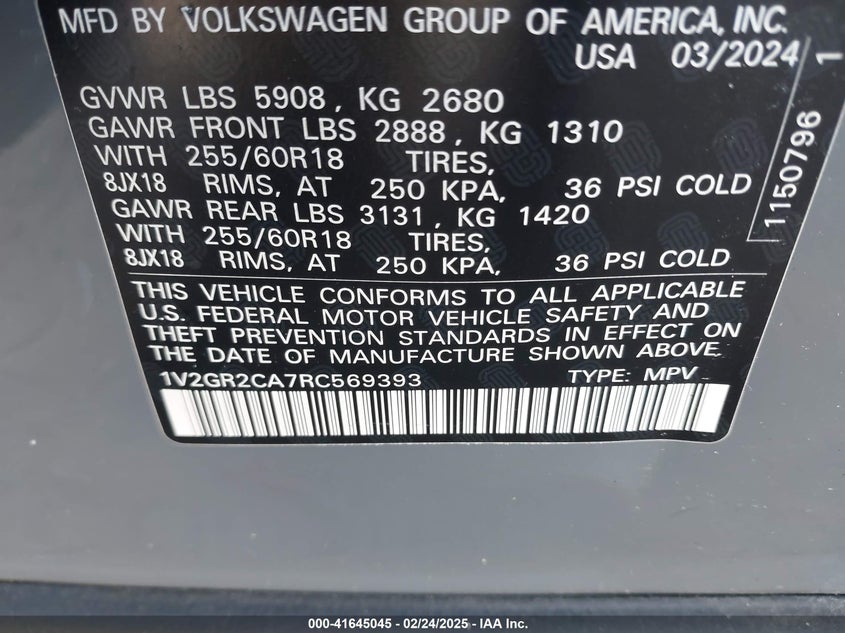 MFD BY VOLKSWAGEN GROUP OF AMERICA, INC.
USA 03/2024
GVWR LBS 5908, KG 2680
GAWR FRONT LBS 2888, KG 1310
WITH 255/60R18 TIRES,
8JX18 RIMS, AT 250 KPA, 36 PSI COLD
GAWR REAR LBS 3131, KG 1420
WITH 255/60R18 TIRES,
8JX18 RIMS, AT 250 KPA, 36 PSI COLD
THIS VEHICLE CONFORMS TO ALL APPLICABLE
U.S. FEDERAL MOTOR VEHICLE SAFETY AND
THEFT PREVENTION STANDARDS IN EFFECT ON
THE DATE OF MANUFACTURE SHOWN ABOVE.
1V2GR2CA7RC569393 TYPE: MPV
1150796
1
000-41645045 - 02/24/2025 - IAA Inc.